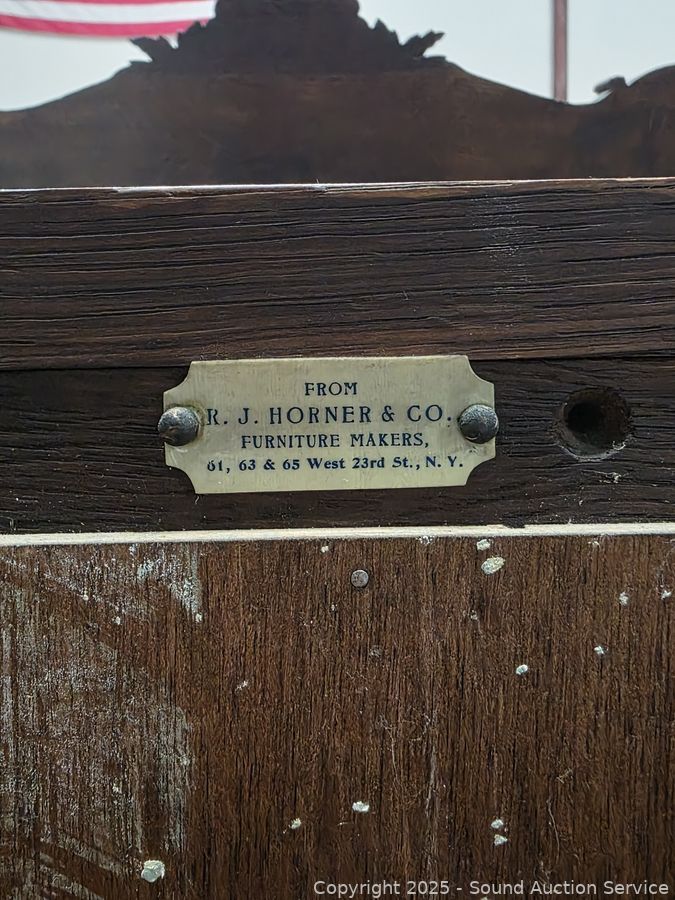 FROM
R. J. HORNER & CO.
FURNITURE MAKERS,
61, 63 & 65 West 23rd St., N. Y.
Copyright 2025 - Sound Auction Service